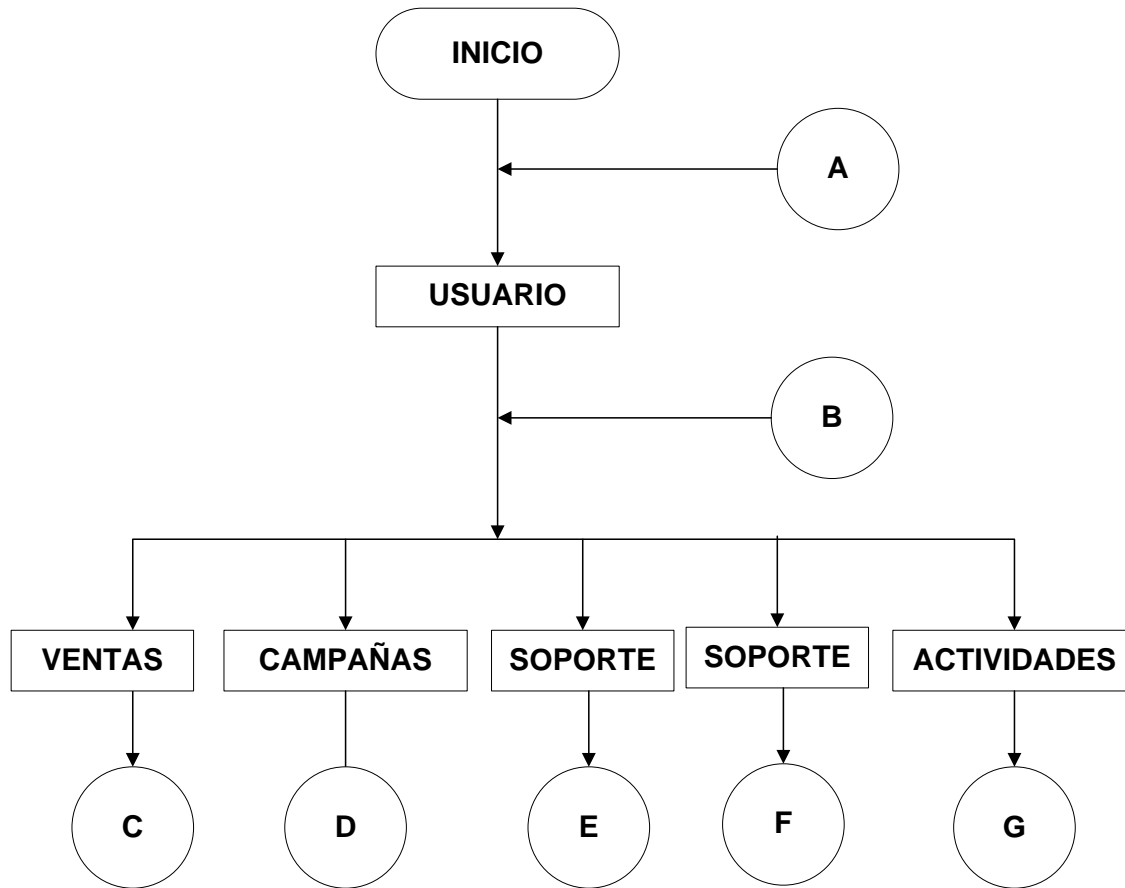 INICIO
A
USUARIO
B
VENTAS
CAMPAÑAS
SOPORTE
SOPORTE
ACTIVIDADES
C
D
E
F
G